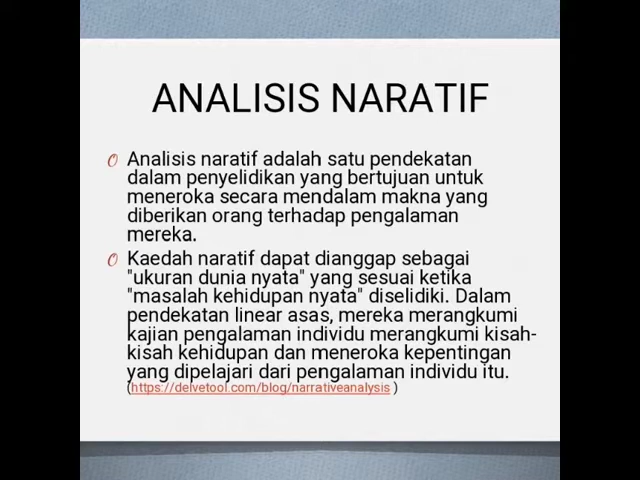 ANALISIS NARATIF
Analisis naratif adalah satu pendekatan
dalam penyelidikan yang bertujuan untuk
meneroka secara mendalam makna yang
diberikan orang terhadap pengalaman
mereka.
Kaedah naratif dapat dianggap sebagai
"ukuran dunia nyata" yang sesuai ketika
"masalah kehidupan nyata" diselidiki. Dalam
pendekatan linear asas, mereka merangkumi
kajian pengalaman individu merangkumi kisah-
kisah kehidupan dan meneroka kepentingan
yang dipelajari dari pengalaman individu itu.
(https://delvetool.com/blog/narrativeanalysis )